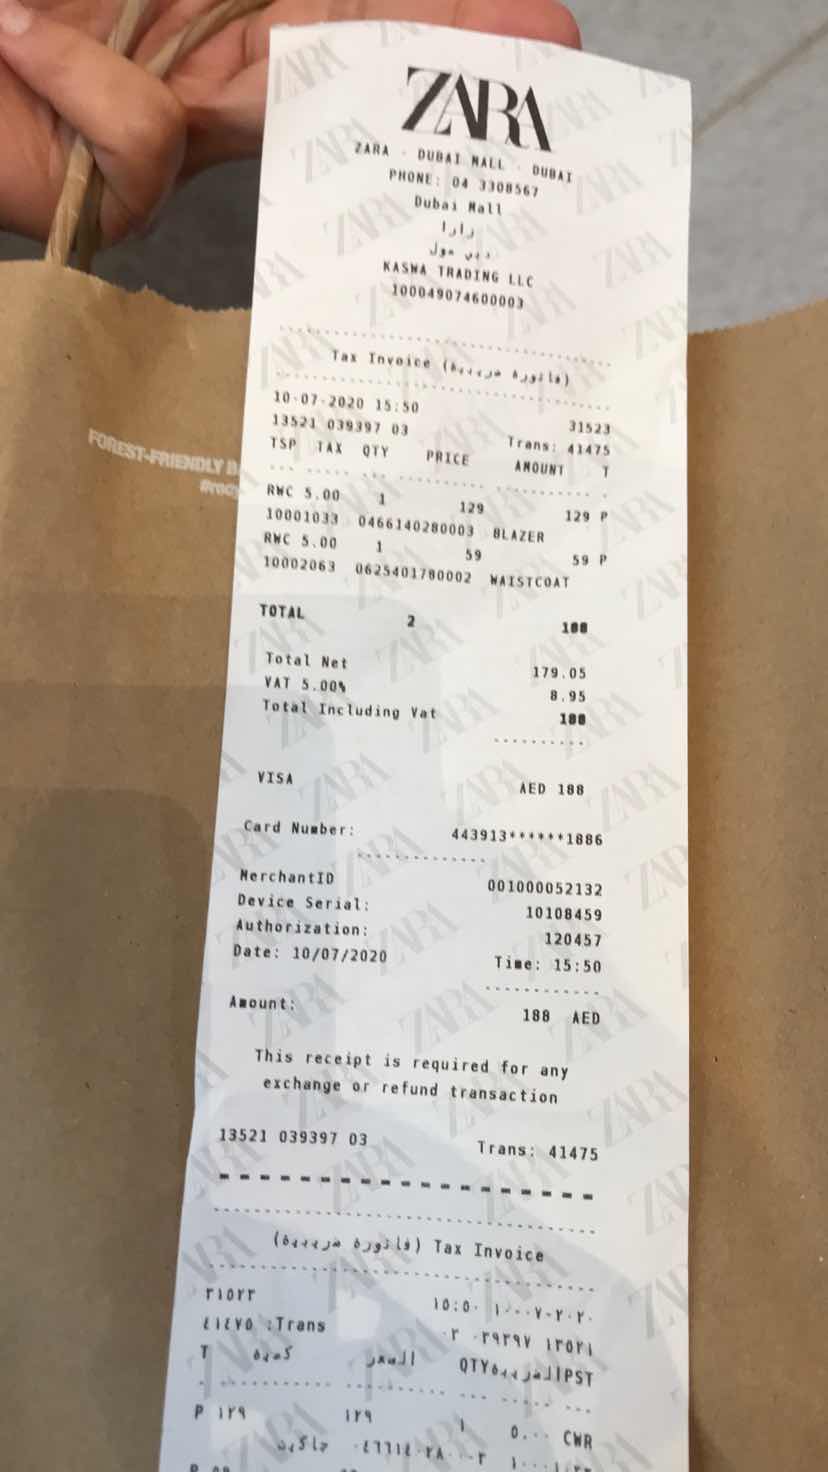 ZARA
ZARA - DUBAI MALL - DUBAI
PHONE: 04 3308567
Dubai Mall
زارا
دبي مول
KASWA TRADING LLC
100049074600003
Tax Invoice (فاتورة ضريبية)
10-07-2020 15:50 31523
13521 039397 03 Trans: 41475
TSP TAX QTY PRICE AMOUNT T
RWC 5.00 1 129 129 P
10001033 0466140280003 BLAZER
RWC 5.00 1 59 59 P
10002063 0625401780002 WAISTCOAT
TOTAL 2 188
Total Net 179.05
VAT 5.00% 8.95
Total Including Vat 188
VISA AED 188
Card Number: 443913******1886
MerchantID 001000052132
Device Serial: 10108459
Authorization: 120457
Date: 10/07/2020 Time: 15:50
Amount: 188 AED
This receipt is required for any
exchange or refund transaction
13521 039397 03 Trans: 41475
(فاتورة ضريبية) Tax Invoice
٣١٥٢٣ ١٥:٥٠ ١٠-٠٧-٢٠٢٠
٤١٤٧٥ :Trans ٠٣ ٠٣٩٣٩٧ ١٣٥٢١
T كمية السعر QTYالضريبةPST
P ١٢٩ ١٢٩ ١ ٥.٠٠ CWR
جاكيت
FOREST-FRIENDLY